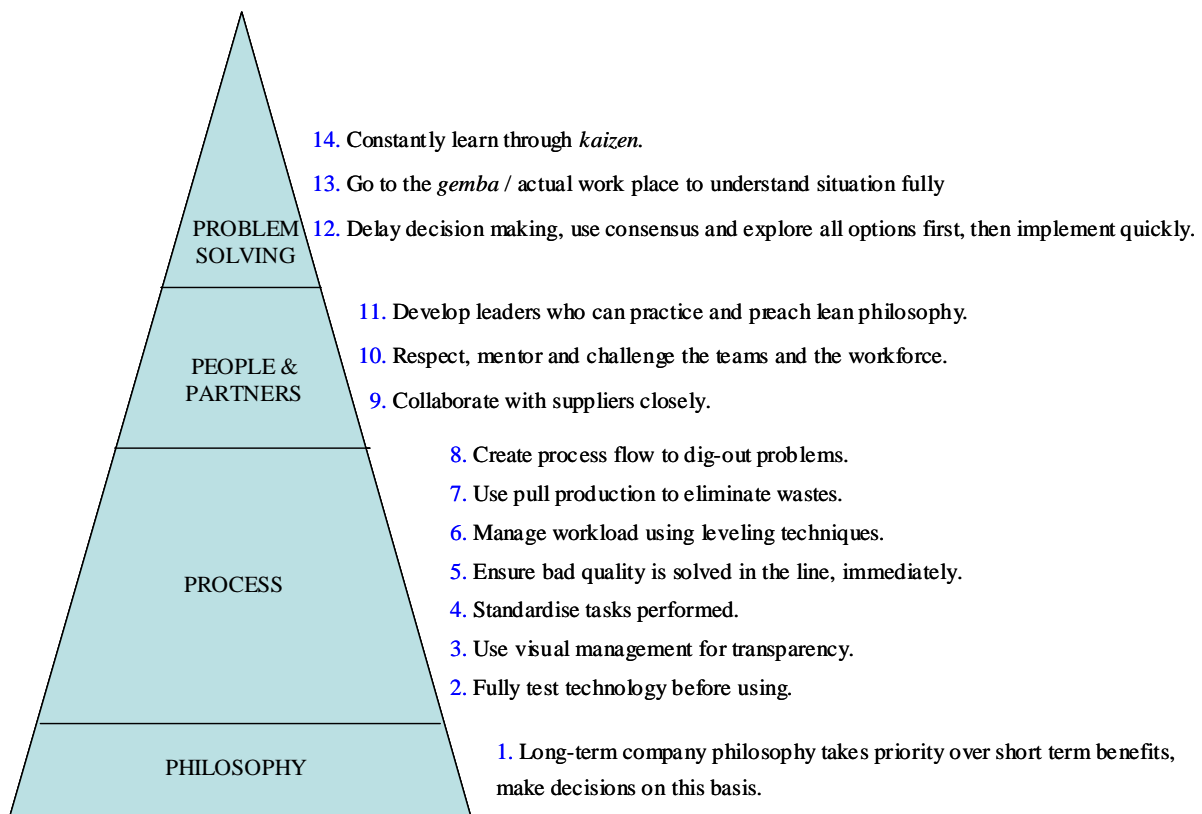 14. Constantly learn through kaizen.
13. Go to the gemba / actual work place to understand situation fully
PROBLEM
SOLVING
12. Delay decision making, use consensus and explore all options first, then implement quickly.
11. Develop leaders who can practice and preach lean philosophy.
PEOPLE &
PARTNERS
10. Respect, mentor and challenge the teams and the workforce.
9. Collaborate with suppliers closely.
8. Create process flow to dig-out problems.
7. Use pull production to eliminate wastes.
6. Manage workload using leveling techniques.
PROCESS
5. Ensure bad quality is solved in the line, immediately.
4. Standardise tasks performed.
3. Use visual management for transparency.
2. Fully test technology before using.
PHILOSOPHY
1. Long-term company philosophy takes priority over short term benefits,
make decisions on this basis.